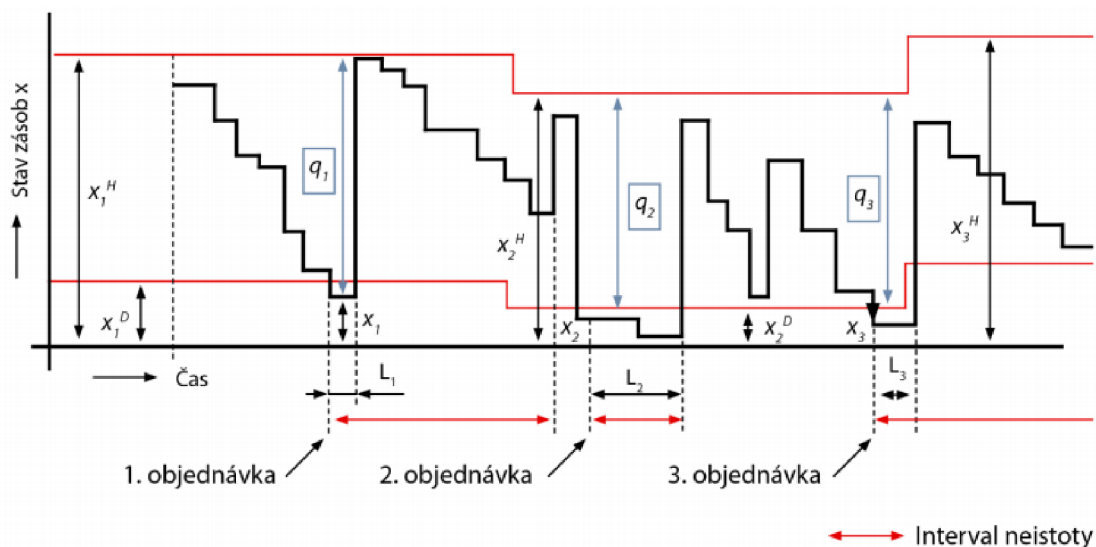 Stav zásob x
x₁ᴴ
q₁
x₂ᴴ
q₂
q₃
x₃ᴴ
x₁ᴰ
x₁
x₂
x₂ᴰ
x₃
Čas
L₁
L₂
L₃
1. objednávka
2. objednávka
3. objednávka
Interval neistoty